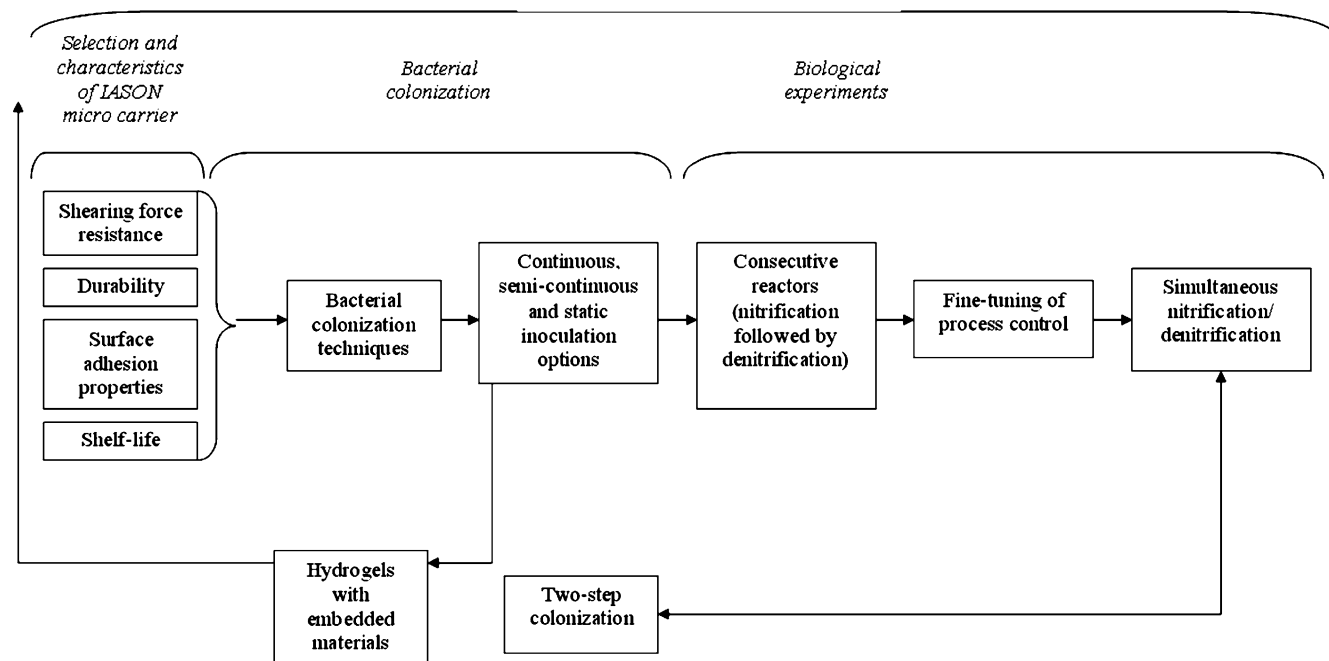 Selection and
characteristics
of IASON
micro carrier
Bacterial
colonization
Biological
experiments
Shearing force
resistance
Durability
Surface
adhesion
properties
Shelf-life
Bacterial
colonization
techniques
Continuous,
semi-continuous
and static
inoculation
options
Consecutive
reactors
(nitrification
followed by
denitrification)
Fine-tuning of
process control
Simultaneous
nitrification/
denitrification
Hydrogels
with
embedded
materials
Two-step
colonization